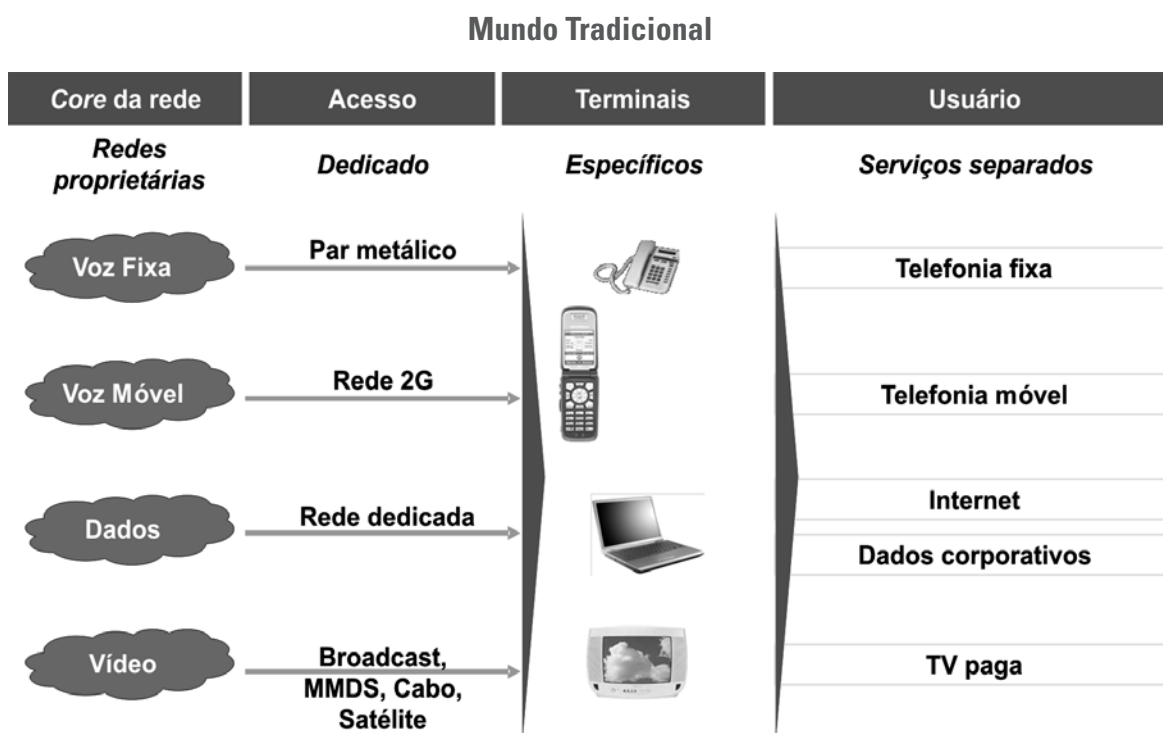 Mundo Tradicional
Core da rede
Acesso
Terminais
Usuário
Redes
proprietárias
Dedicado
Específicos
Serviços separados
Voz Fixa
Par metálico
Telefonia fixa
Voz Móvel
Rede 2G
Telefonia móvel
Dados
Rede dedicada
Internet
Dados corporativos
Vídeo
Broadcast,
MMDS, Cabo,
Satélite
TV paga